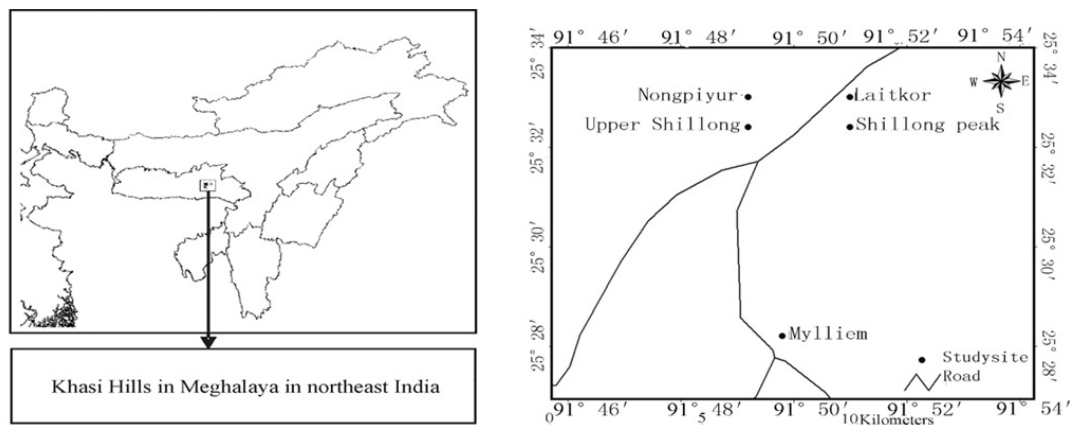 Khasi Hills in Meghalaya in northeast India
91° 46′ 91° 48′ 91° 50′ 91° 52′ 91° 54′
25° 34′
25° 32′
25° 30′
25° 28′
25° 34′
25° 32′
25° 30′
25° 28′
N
W E
S
Nongpiyur
Laitkor
Upper Shillong
Shillong peak
Mylliem
Studysite
Road
91° 46′ 91° 48′ 91° 50′ 91° 52′ 91° 54′
0 5 10Kilometers